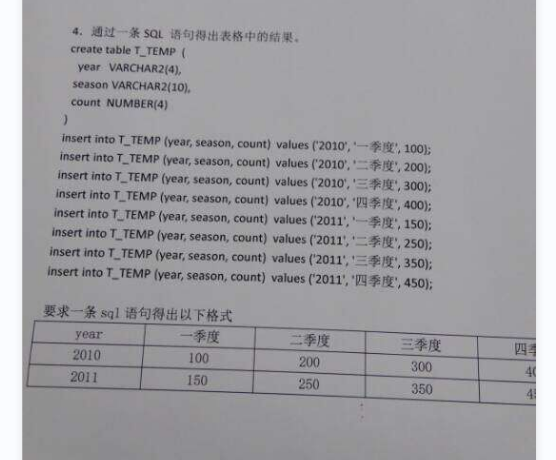 4. 通过一条 SQL 语句得出表格中的结果。
create table T_TEMP (
year VARCHAR2(4),
season VARCHAR2(10),
count NUMBER(4)
)
insert into T_TEMP (year, season, count) values ('2010', '一季度', 100);
insert into T_TEMP (year, season, count) values ('2010', '二季度', 200);
insert into T_TEMP (year, season, count) values ('2010', '三季度', 300);
insert into T_TEMP (year, season, count) values ('2010', '四季度', 400);
insert into T_TEMP (year, season, count) values ('2011', '一季度', 150);
insert into T_TEMP (year, season, count) values ('2011', '二季度', 250);
insert into T_TEMP (year, season, count) values ('2011', '三季度', 350);
insert into T_TEMP (year, season, count) values ('2011', '四季度', 450);
要求一条 sql 语句得出以下格式
year 一季度 二季度 三季度 四季
2010 100 200 300 40
2011 150 250 350 4